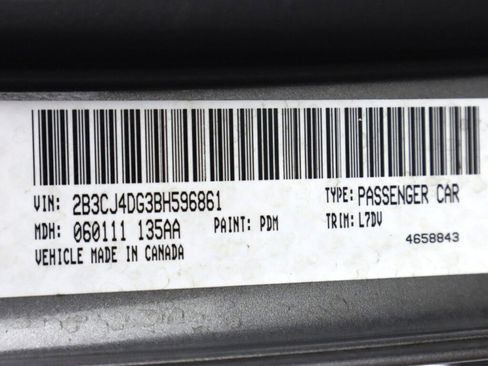 VIN: 2B3CJ4DG3BH596861 TYPE: PASSENGER CAR
MDH: 060111 135AA PAINT: PDM TRIM: L7DV
VEHICLE MADE IN CANADA 4658843